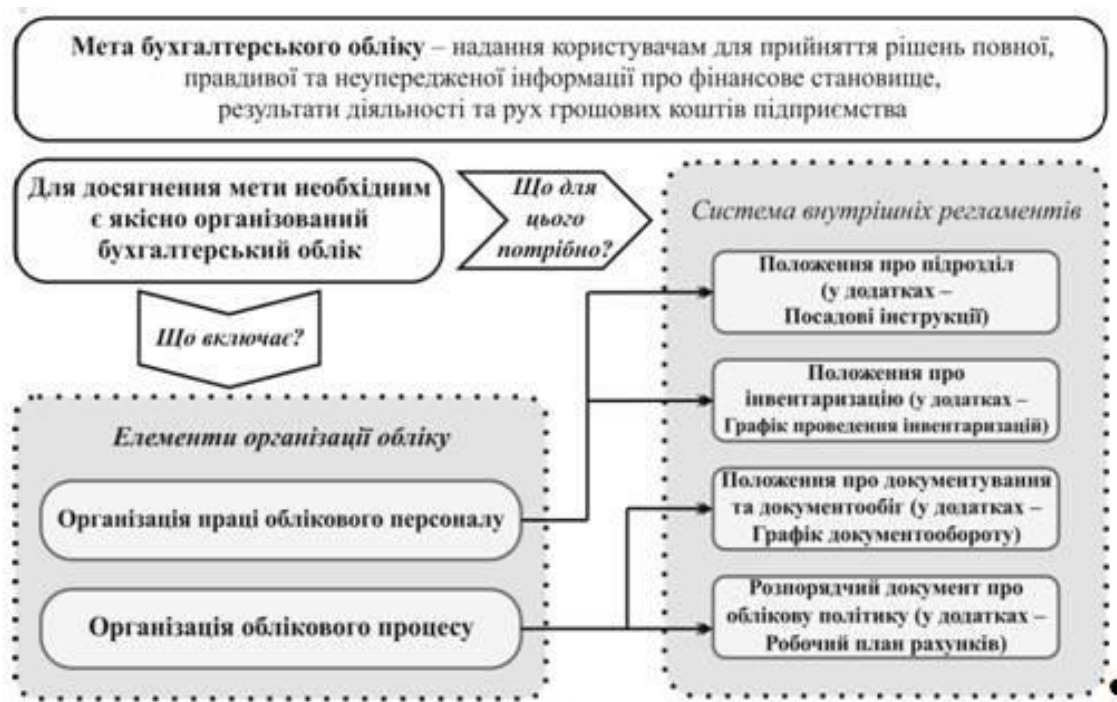 Мета бухгалтерського обліку – надання користувачам для прийняття рішень повної,
правдивої та неупередженої інформації про фінансове становище,
результати діяльності та рух грошових коштів підприємства
Для досягнення мети необхідним
є якісно організований
бухгалтерський облік
Що для
цього
потрібно?
Що включає?
Елементи організації обліку
Організація праці облікового персоналу
Організація облікового процесу
Система внутрішніх регламентів
Положення про підрозділ
(у додатках –
Посадові інструкції)
Положення про
інвентаризацію (у додатках –
Графік проведення інвентаризацій)
Положення про документування
та документообіг (у додатках –
Графік документообороту)
Розпорядчий документ про
облікову політику (у додатках –
Робочий план рахунків)